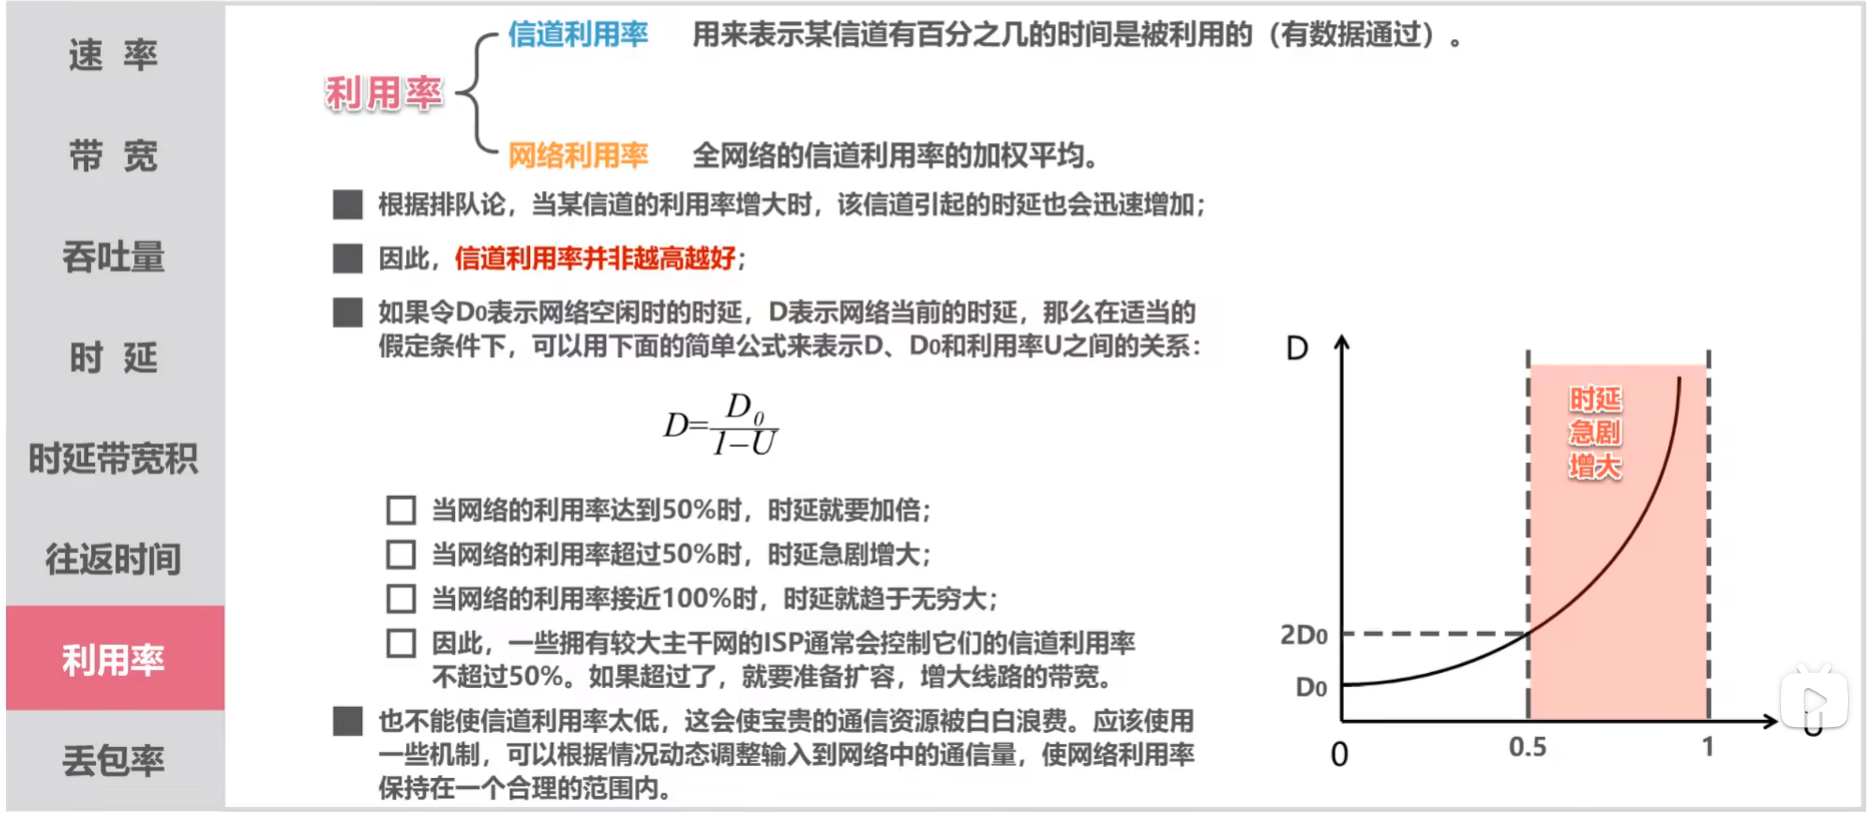 速 率
带 宽
吞吐量
时 延
时延带宽积
往返时间
利用率
丢包率
利用率
信道利用率 用来表示某信道有百分之几的时间是被利用的（有数据通过）。
网络利用率 全网络的信道利用率的加权平均。
根据排队论，当某信道的利用率增大时，该信道引起的时延也会迅速增加；
因此，信道利用率并非越高越好；
如果令D0表示网络空闲时的时延，D表示网络当前的时延，那么在适当的
假定条件下，可以用下面的简单公式来表示D、D0和利用率U之间的关系：
D=D0/1-U
当网络的利用率达到50%时，时延就要加倍；
当网络的利用率超过50%时，时延急剧增大；
当网络的利用率接近100%时，时延就趋于无穷大；
因此，一些拥有较大主干网的ISP通常会控制它们的信道利用率
不超过50%。如果超过了，就要准备扩容，增大线路的带宽。
也不能使信道利用率太低，这会使宝贵的通信资源被白白浪费。应该使用
一些机制，可以根据情况动态调整输入到网络中的通信量，使网络利用率
保持在一个合理的范围内。
D
时延
急剧
增大
2D0
D0
0
0.5
1
U